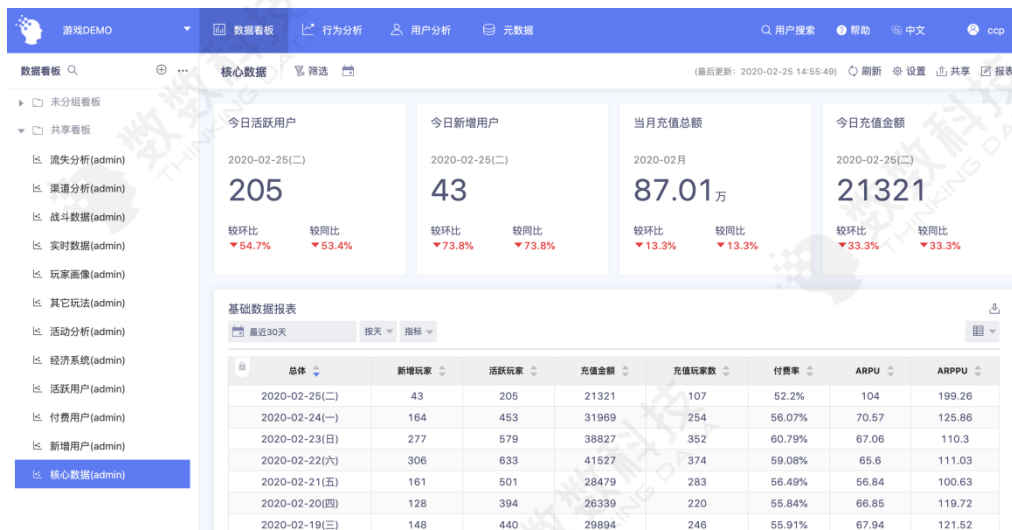 游戏DEMO 数据看板 行为分析 用户分析 元数据 用户搜索 帮助 中文 ccp
数据看板 核心数据 筛选 (最后更新: 2020-02-25 14:55:49) 刷新 设置 共享 报表
未分组看板
共享看板
流失分析(admin)
渠道分析(admin)
战斗数据(admin)
实时数据(admin)
玩家画像(admin)
其它玩法(admin)
活动分析(admin)
经济系统(admin)
活跃用户(admin)
付费用户(admin)
新增用户(admin)
核心数据(admin)
今日活跃用户 今日新增用户 当月充值总额 今日充值金额
2020-02-25(二) 2020-02-25(二) 2020-02月 2020-02-25(二)
205 43 87.01万 21321
较环比 较同比 较环比 较同比 较环比 较同比 较环比 较同比
▼54.7% ▼53.4% ▼73.8% ▼73.8% ▼13.3% ▼13.3% ▼33.3% ▼33.3%
基础数据报表
最近30天 按天 指标
总体 新增玩家 活跃玩家 充值金额 充值玩家数 付费率 ARPU ARPPU
2020-02-25(二) 43 205 21321 107 52.2% 104 199.26
2020-02-24(一) 164 453 31969 254 56.07% 70.57 125.86
2020-02-23(日) 277 579 38827 352 60.79% 67.06 110.3
2020-02-22(六) 306 633 41527 374 59.08% 65.6 111.03
2020-02-21(五) 161 501 28479 283 56.49% 56.84 100.63
2020-02-20(四) 128 394 26339 220 55.84% 66.85 119.72
2020-02-19(三) 148 440 29894 246 55.91% 67.94 121.52
数数科技
THINKING DATA